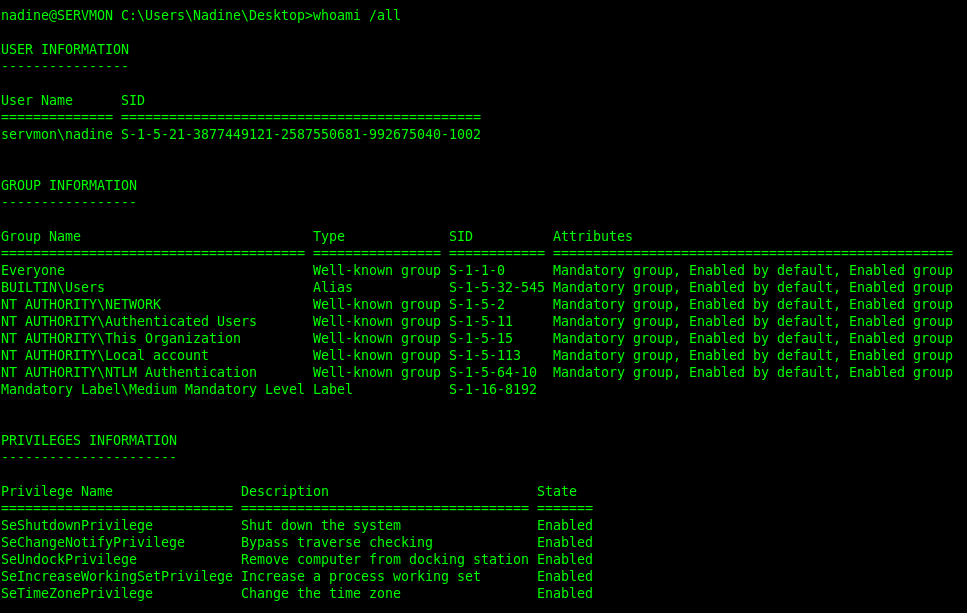 nadine@SERVMON C:\Users\Nadine\Desktop>whoami /all
USER INFORMATION
----------------
User Name      SID
============== =============================================
servmon\nadine S-1-5-21-3877449121-2587550681-992675040-1002
GROUP INFORMATION
-----------------
Group Name                             Type             SID          Attributes
====================================== ================ ============ ==================================================
Everyone                               Well-known group S-1-1-0      Mandatory group, Enabled by default, Enabled group
BUILTIN\Users                          Alias            S-1-5-32-545 Mandatory group, Enabled by default, Enabled group
NT AUTHORITY\NETWORK                   Well-known group S-1-5-2      Mandatory group, Enabled by default, Enabled group
NT AUTHORITY\Authenticated Users       Well-known group S-1-5-11     Mandatory group, Enabled by default, Enabled group
NT AUTHORITY\This Organization         Well-known group S-1-5-15     Mandatory group, Enabled by default, Enabled group
NT AUTHORITY\Local account             Well-known group S-1-5-113    Mandatory group, Enabled by default, Enabled group
NT AUTHORITY\NTLM Authentication       Well-known group S-1-5-64-10  Mandatory group, Enabled by default, Enabled group
Mandatory Label\Medium Mandatory Level Label            S-1-16-8192
PRIVILEGES INFORMATION
----------------------
Privilege Name                Description                          State
============================= ==================================== =======
SeShutdownPrivilege           Shut down the system                 Enabled
SeChangeNotifyPrivilege       Bypass traverse checking             Enabled
SeUndockPrivilege             Remove computer from docking station Enabled
SeIncreaseWorkingSetPrivilege Increase a process working set       Enabled
SeTimeZonePrivilege           Change the time zone                 Enabled